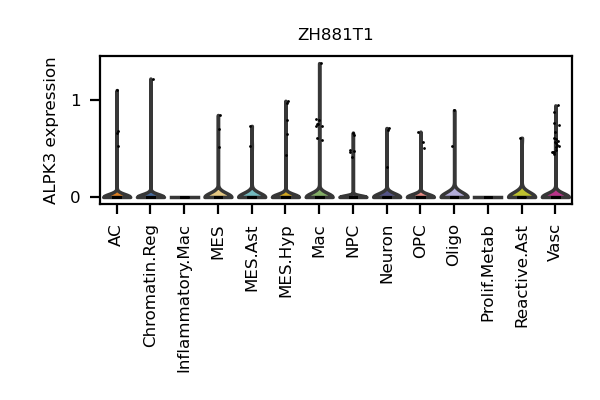 ZH881T1
ALPK3 expression
1
0
AC
Chromatin.Reg
Inflammatory.Mac
MES
MES.Ast
MES.Hyp
Mac
NPC
Neuron
OPC
Oligo
Prolif.Metab
Reactive.Ast
Vasc